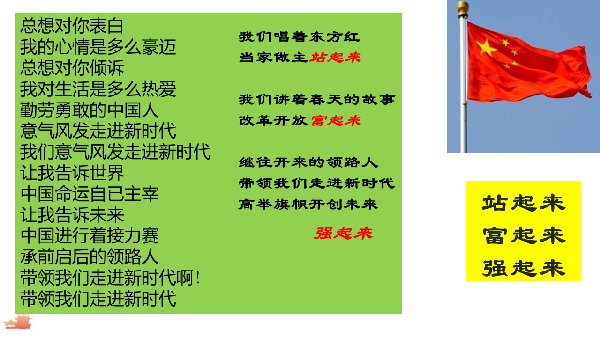 总想对你表白
我的心情是多么豪迈
总想对你倾诉
我对生活是多么热爱
勤劳勇敢的中国人
意气风发走进新时代
我们意气风发走进新时代
让我告诉世界
中国命运自己主宰
让我告诉未来
中国进行着接力赛
承前启后的领路人
带领我们走进新时代啊!
带领我们走进新时代
我们唱着东方红
当家做主站起来
我们讲着春天的故事
改革开放富起来
继往开来的领路人
带领我们走进新时代
高举旗帜开创未来
强起来
站起来
富起来
强起来